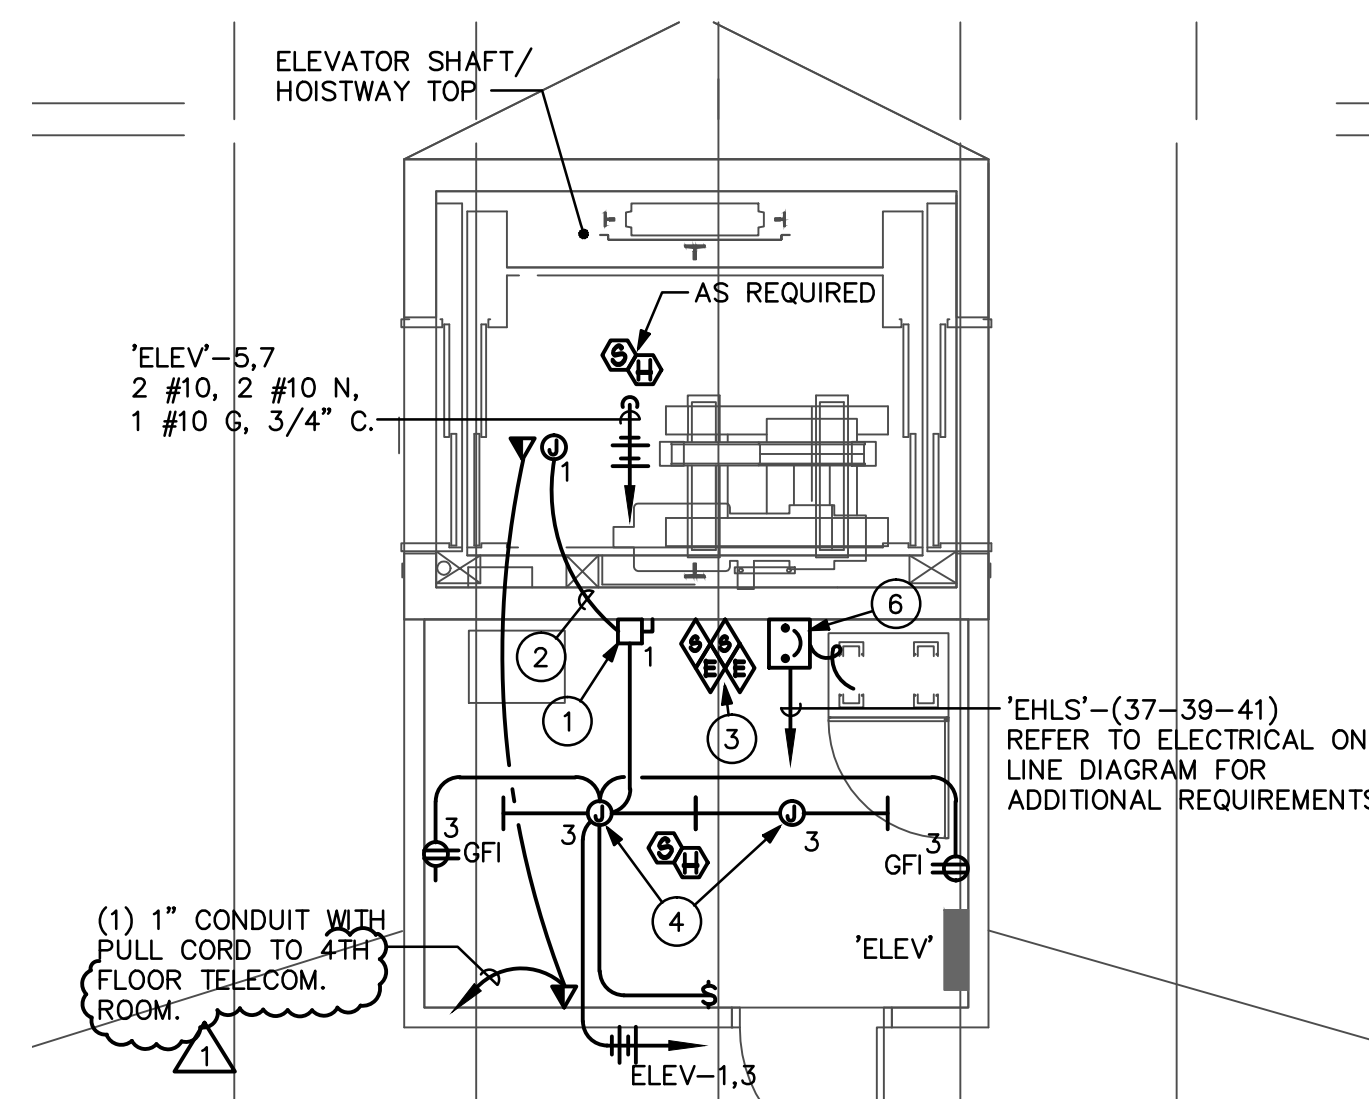 ELEVATOR SHAFT/
HOISTWAY TOP
AS REQUIRED
S
H
'ELEV'-5,7
2 #10, 2 #10 N,
1 #10 G, 3/4" C.
J
1
6
2
1
1
S
S
E
E
3
'EHLS'-(37-39-41)
REFER TO ELECTRICAL ON
LINE DIAGRAM FOR
ADDITIONAL REQUIREMENTS
3
GFI
J
3
J
3
3
GFI
S
H
4
(1) 1" CONDUIT WITH
PULL CORD TO 4TH
FLOOR TELECOM.
ROOM.
1
'ELEV'
$
ELEV-1,3